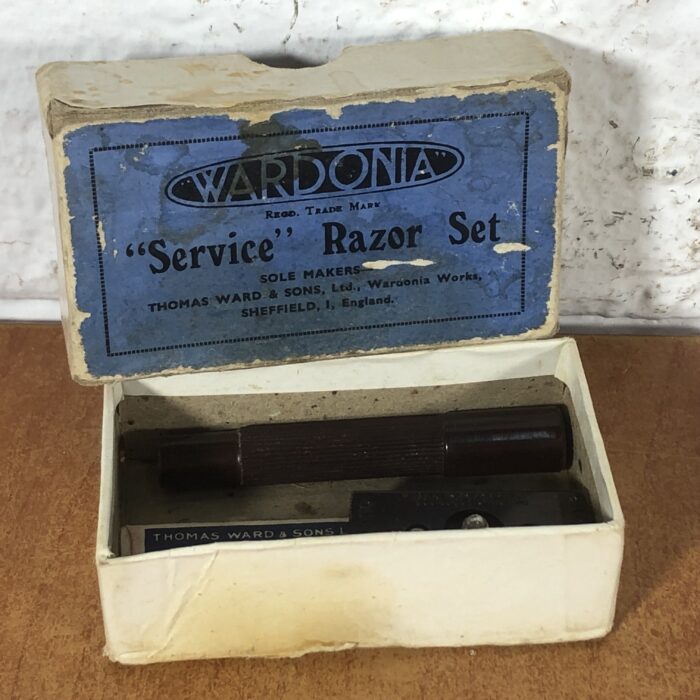 WARDONIA"
REGD. TRADE MARK
"Service" Razor Set
SOLE MAKERS
THOMAS WARD & SONS, Ltd., Wardonia Works,
SHEFFIELD, 1, England.
THOMAS WARD & SONS L